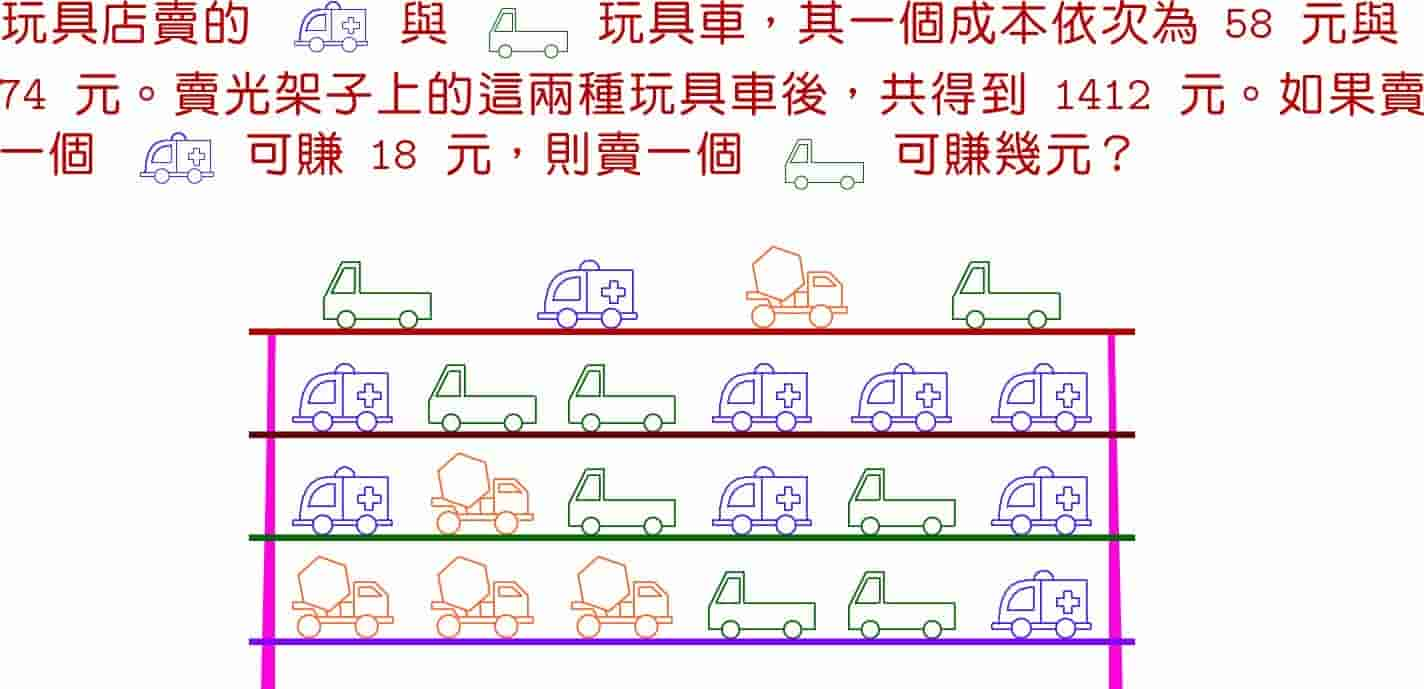 玩具店賣的 與 玩具車，其一個成本依次為 58 元與
74 元。賣光架子上的這兩種玩具車後，共得到 1412 元。如果賣
一個 可賺 18 元，則賣一個 可賺幾元？